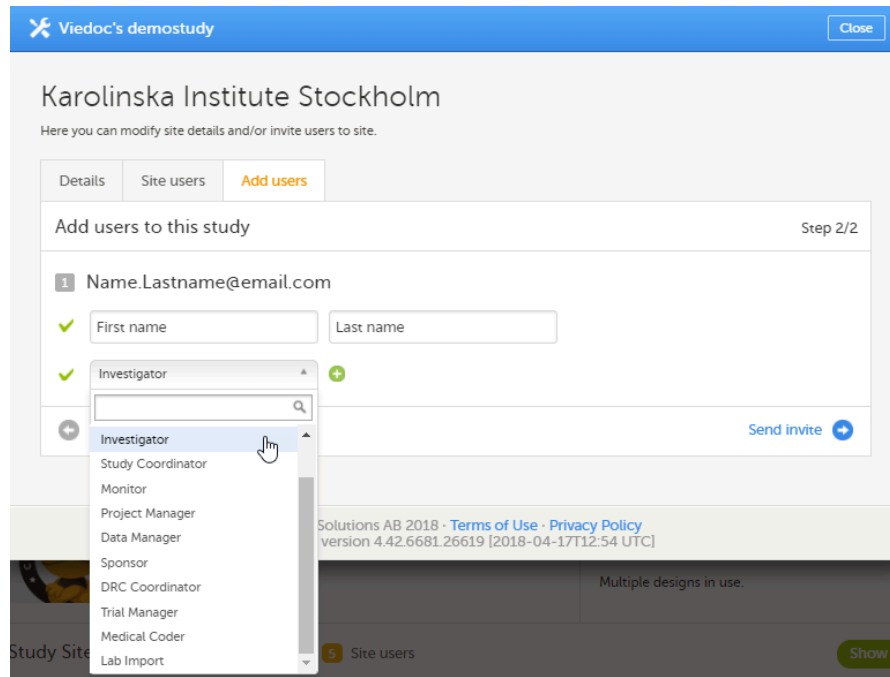 Viedoc's demostudy
Close
Karolinska Institute Stockholm
Here you can modify site details and/or invite users to site.
Details Site users Add users
Add users to this study Step 2/2
1 Name.Lastname@email.com
First name Last name
Investigator
Investigator
Send invite
Study Coordinator
Monitor
Project Manager
Solutions AB 2018 · Terms of Use · Privacy Policy
Data Manager
version 4.42.6681.26619 [2018-04-17T12:54 UTC]
Sponsor
Multiple designs in use.
DRC Coordinator
Trial Manager
Medical Coder
Study Site 5 Site users Show
Lab Import